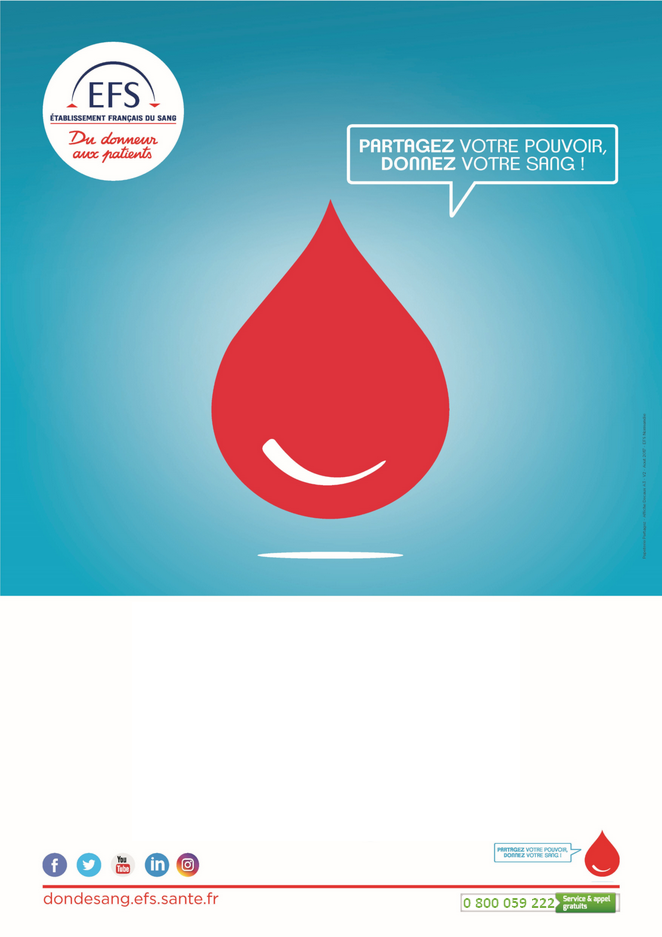 EFS
ÉTABLISSEMENT FRANÇAIS DU SANG
Du donneur
aux patients
PARTAGEZ VOTRE POUVOIR,
DONNEZ VOTRE SANG !
f
You
Tube
in
PARTAGEZ VOTRE POUVOIR,
DONNEZ VOTRE SANG !
dondesang.efs.sante.fr
0 800 059 222 Service & appel
gratuits